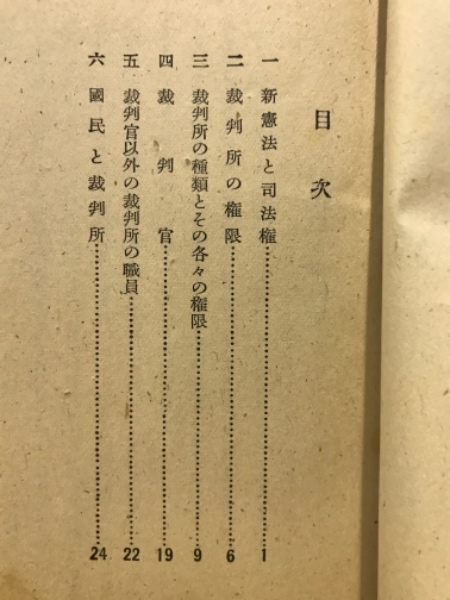 目次
一 新憲法と司法権……1
二 裁判所の権限……6
三 裁判所の種類とその各々の権限……9
四 裁判官……19
五 裁判官以外の裁判所の職員……22
六 國民と裁判所……24